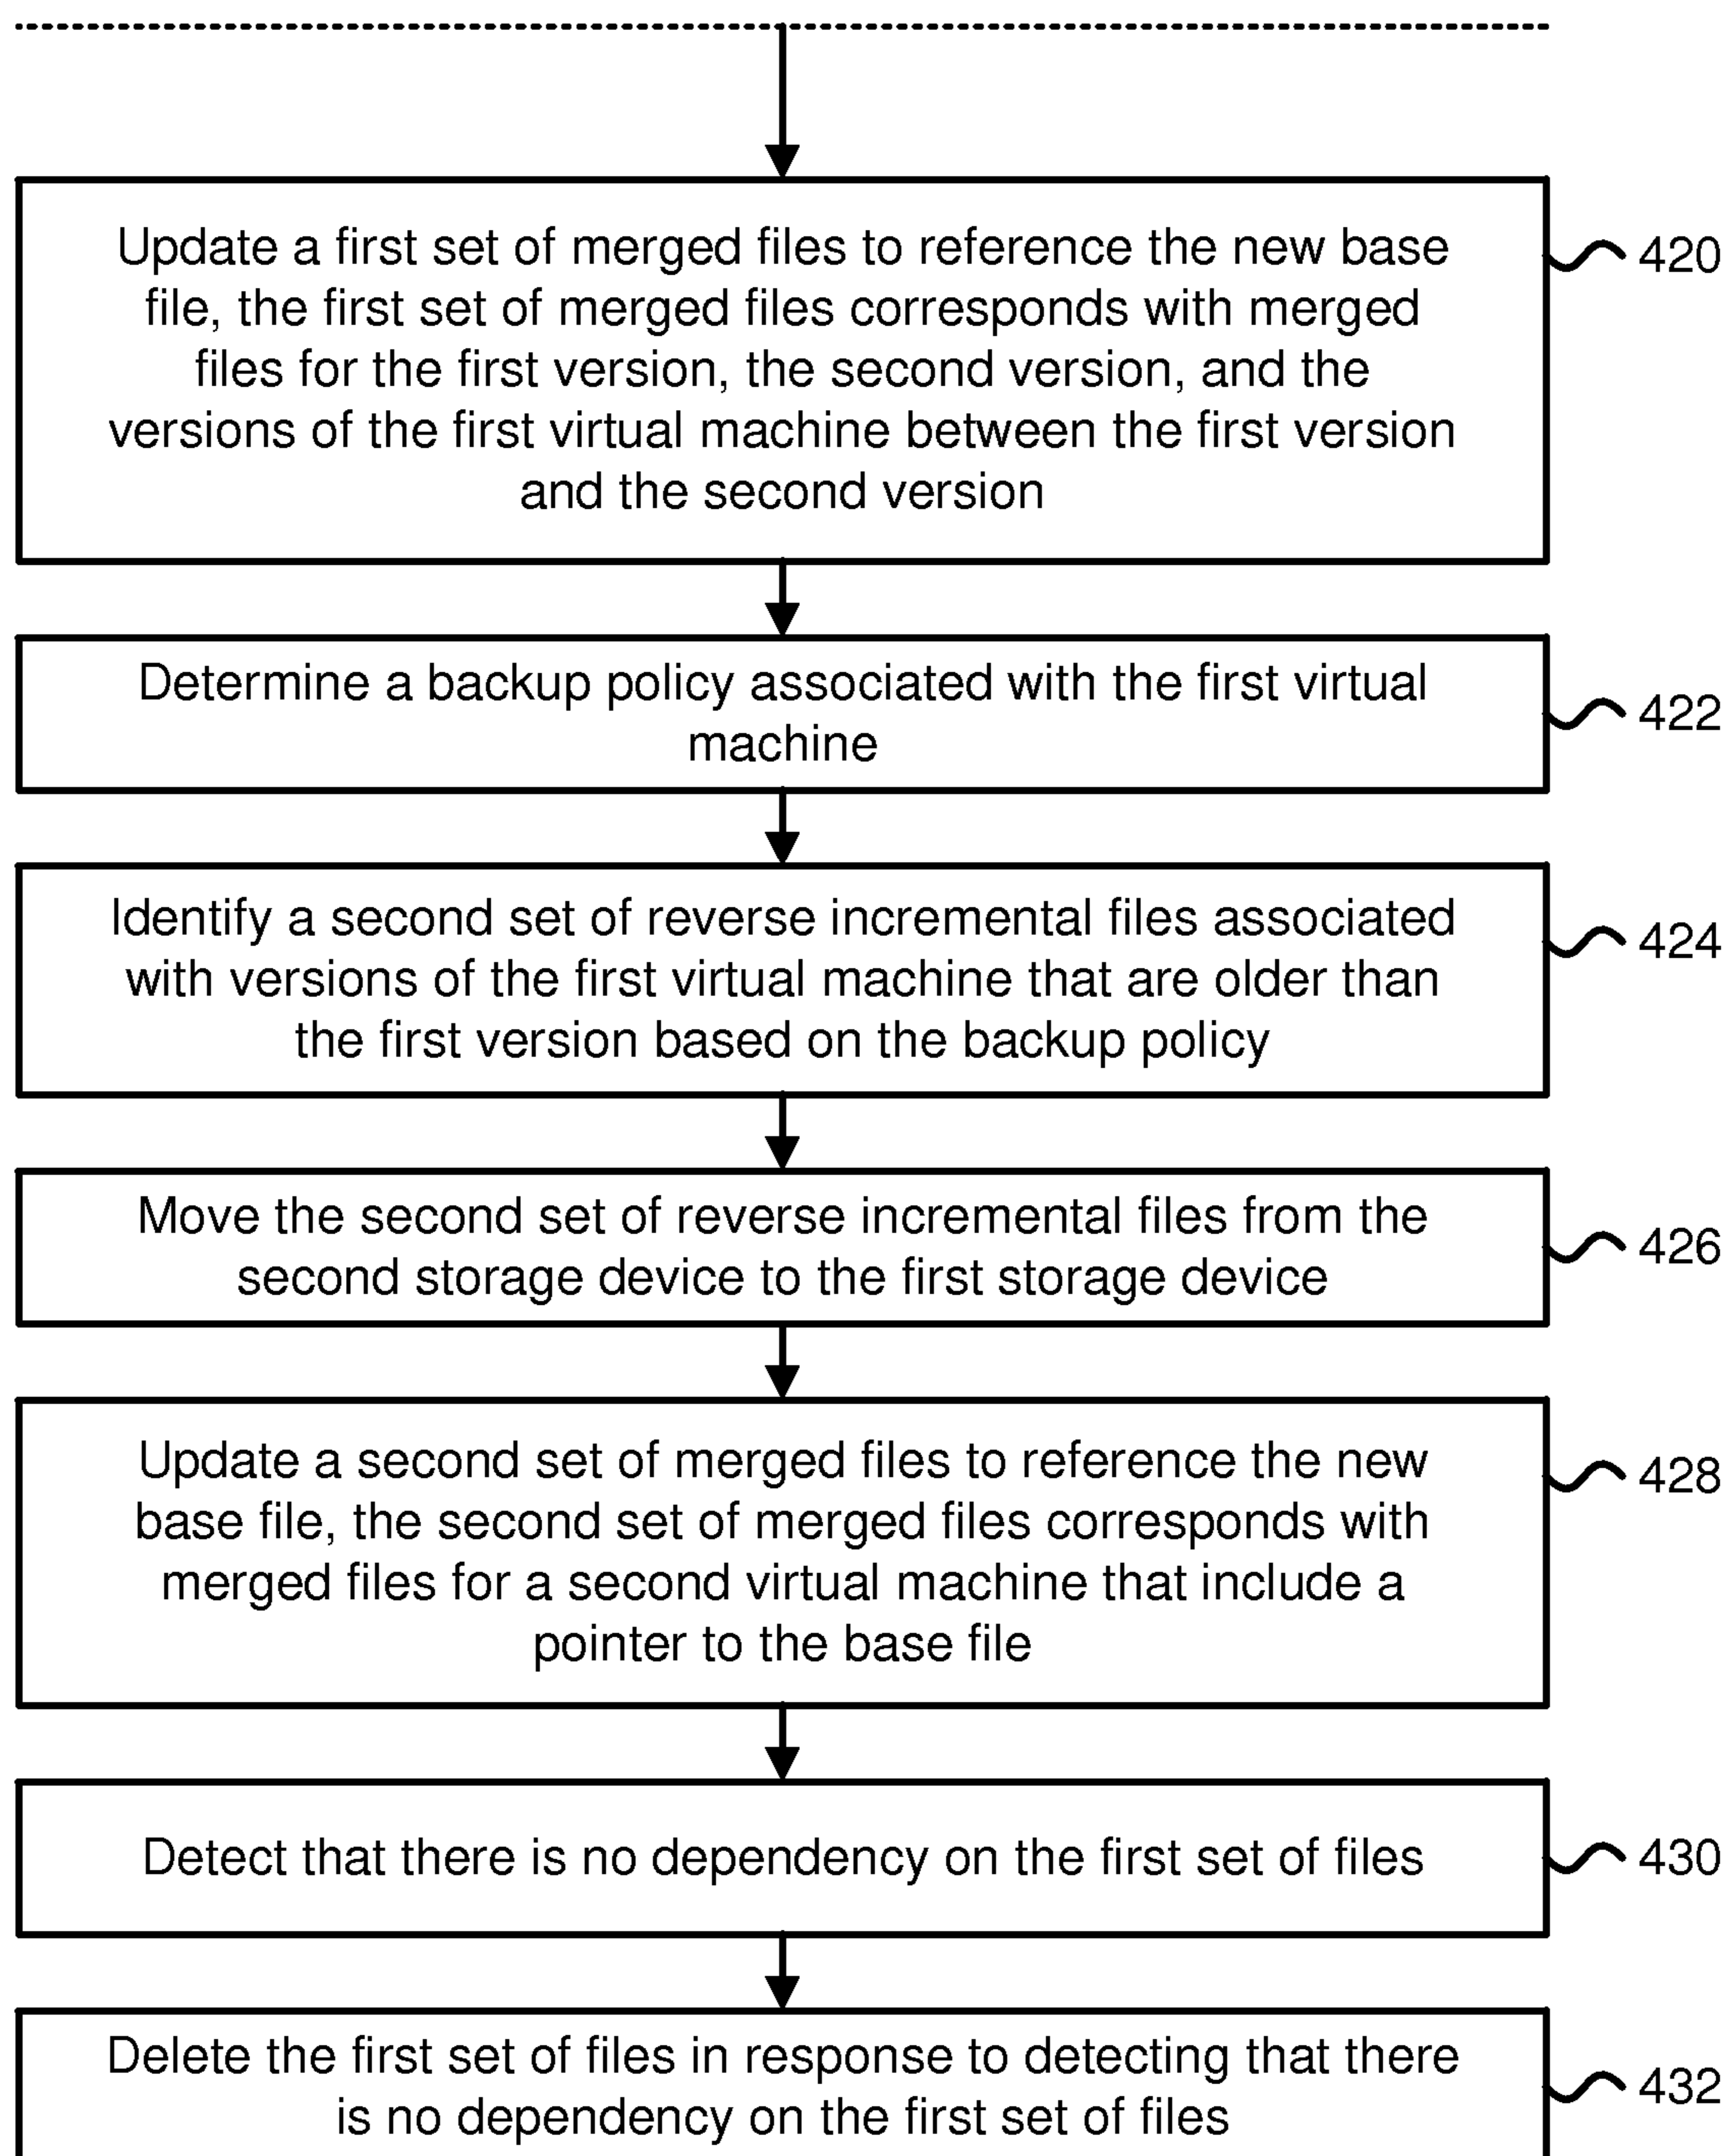 Update a first set of merged files to reference the new base
file, the first set of merged files corresponds with merged
files for the first version, the second version, and the
versions of the first virtual machine between the first version
and the second version
420
Determine a backup policy associated with the first virtual
machine
422
Identify a second set of reverse incremental files associated
with versions of the first virtual machine that are older than
the first version based on the backup policy
424
Move the second set of reverse incremental files from the
second storage device to the first storage device
426
Update a second set of merged files to reference the new
base file, the second set of merged files corresponds with
merged files for a second virtual machine that include a
pointer to the base file
428
Detect that there is no dependency on the first set of files
430
Delete the first set of files in response to detecting that there
is no dependency on the first set of files
432